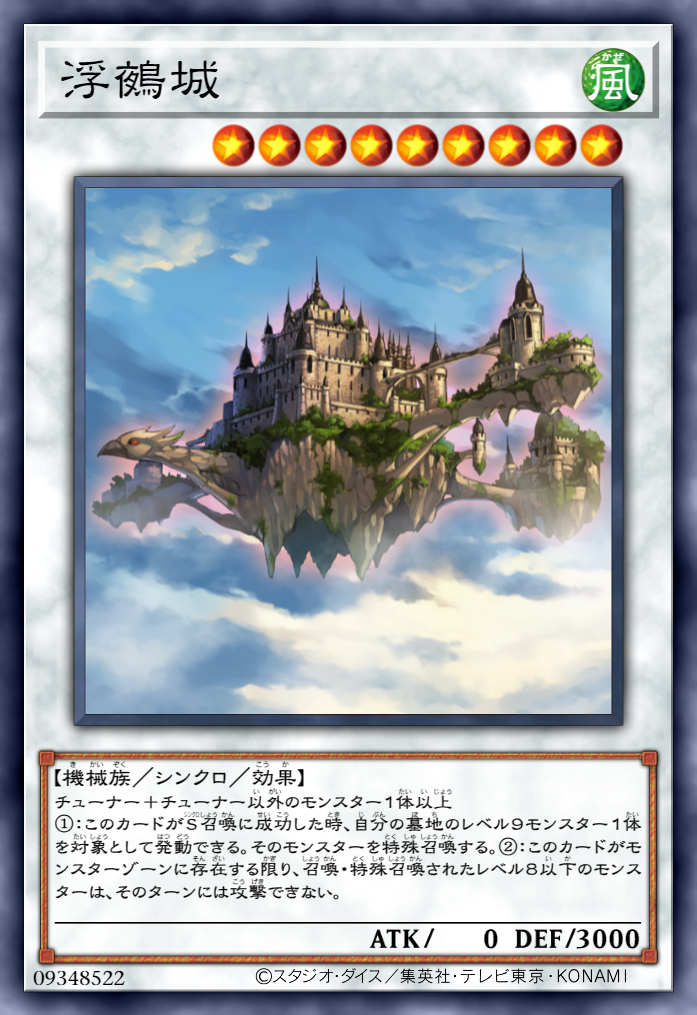 浮鵺城
かぜ
風
【機械族／シンクロ／効果】
チューナー＋チューナー以外のモンスター１体以上
①：このカードがＳ召喚に成功した時、自分の墓地のレベル９モンスター１体
を対象として発動できる。そのモンスターを特殊召喚する。②：このカードがモ
ンスターゾーンに存在する限り、召喚・特殊召喚されたレベル８以下のモンス
ターは、そのターンには攻撃できない。
ATK/ 0 DEF/3000
09348522 ©スタジオ・ダイス／集英社・テレビ東京・KONAMI